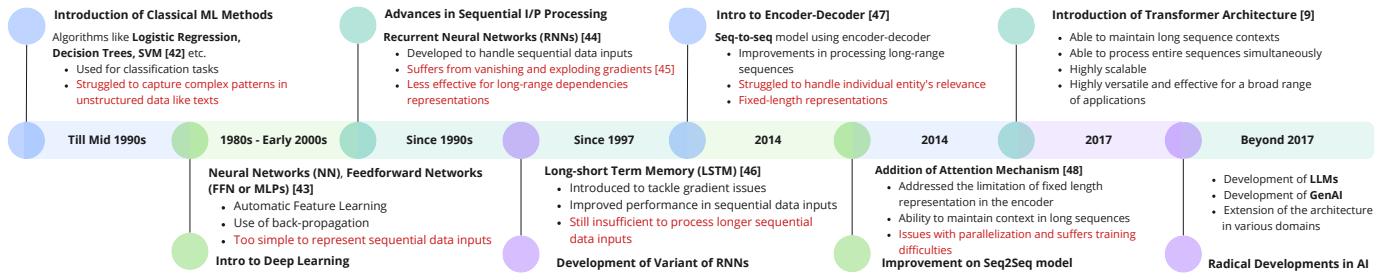 Introduction of Classical ML Methods
Algorithms like Logistic Regression,
Decision Trees, SVM [42] etc.
• Used for classification tasks
• Struggled to capture complex patterns in
unstructured data like texts
Advances in Sequential I/P Processing
Recurrent Neural Networks (RNNs) [44]
• Developed to handle sequential data inputs
• Suffers from vanishing and exploding gradients [45]
• Less effective for long-range dependencies
representations
Intro to Encoder-Decoder [47]
Seq-to-seq model using encoder-decoder
• Improvements in processing long-range
sequences
• Struggled to handle individual entity's relevance
• Fixed-length representations
Introduction of Transformer Architecture [9]
• Able to maintain long sequence contexts
• Able to process entire sequences simultaneously
• Highly scalable
• Highly versatile and effective for a broad range
of applications
Till Mid 1990s
1980s - Early 2000s
Since 1990s
Since 1997
2014
2014
2017
Beyond 2017
Neural Networks (NN), Feedforward Networks
(FFN or MLPs) [43]
• Automatic Feature Learning
• Use of back-propagation
• Too simple to represent sequential data inputs
Intro to Deep Learning
Long-short Term Memory (LSTM) [46]
• Introduced to tackle gradient issues
• Improved performance in sequential data inputs
• Still insufficient to process longer sequential
data inputs
Development of Variant of RNNs
Addition of Attention Mechanism [48]
• Addressed the limitation of fixed length
representation in the encoder
• Ability to maintain context in long sequences
• Issues with parallelization and suffers training
difficulties
Improvement on Seq2Seq model
• Development of LLMs
• Development of GenAI
• Extension of the architecture
in various domains
Radical Developments in AI